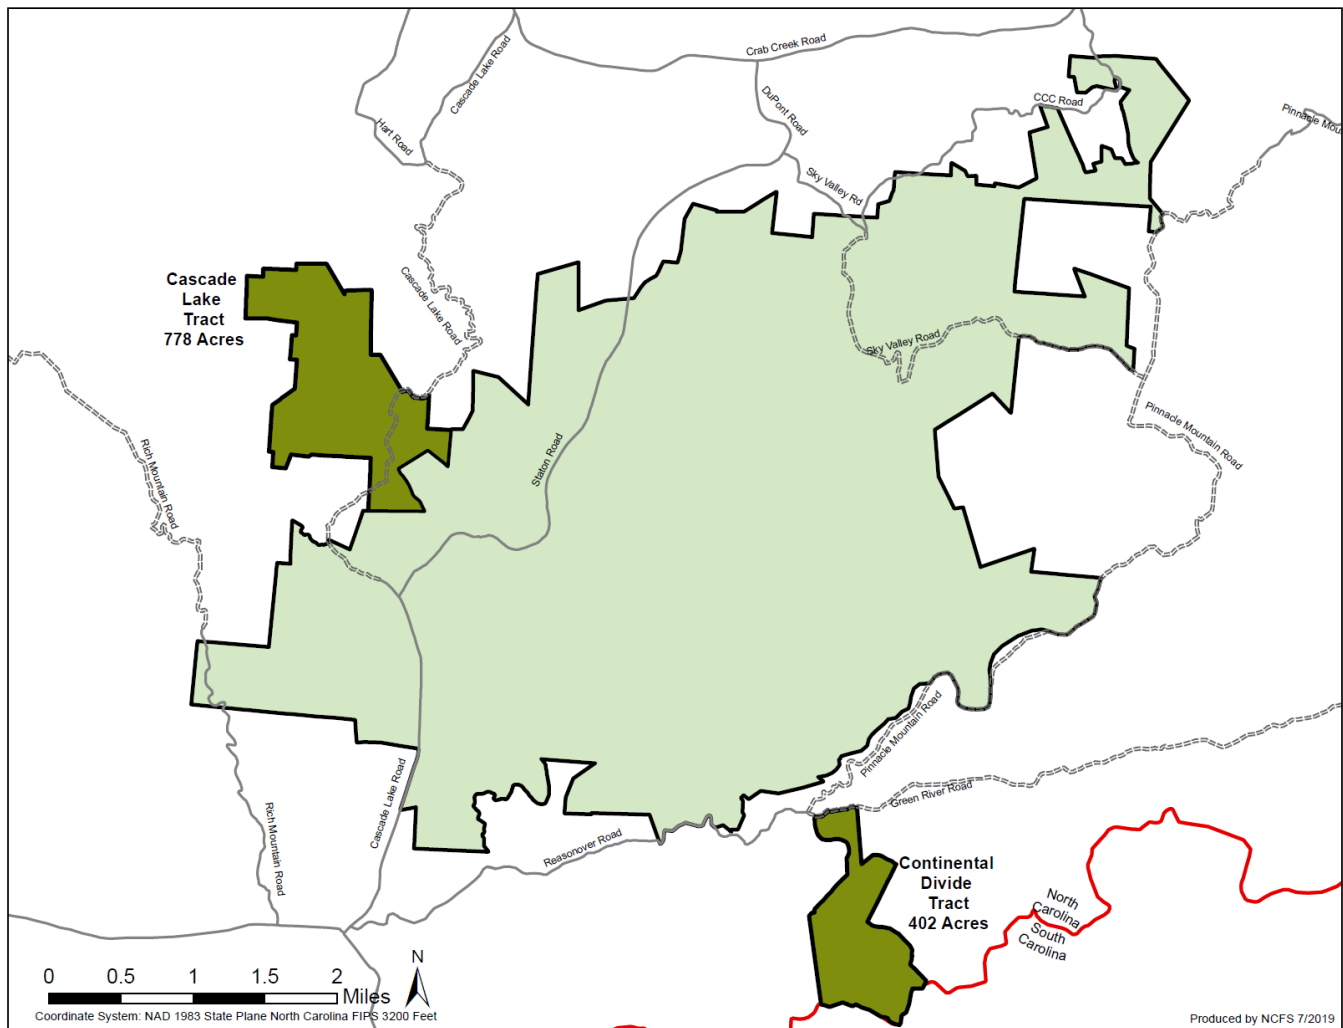 Crab Creek Road
Cascade Lake Road
DuPont Road
CCC Road
Pinnacle Mou
Hart Road
Sky Valley Rd
Cascade
Lake
Tract
778 Acres
Cascade Lake Road
Sky Valley Road
Pinnacle Mountain Road
Rich Mountain Road
Staton Road
Pinnacle Mountain Road
Green River Road
Cascade Lake Road
Rich Mountain Road
Reasonover Road
Continental
Divide
Tract
402 Acres
North
Carolina
South
Carolina
N
0 0.5 1 1.5 2
Miles
Coordinate System: NAD 1983 State Plane North Carolina FIPS 3200 Feet
Produced by NCFS 7/2019